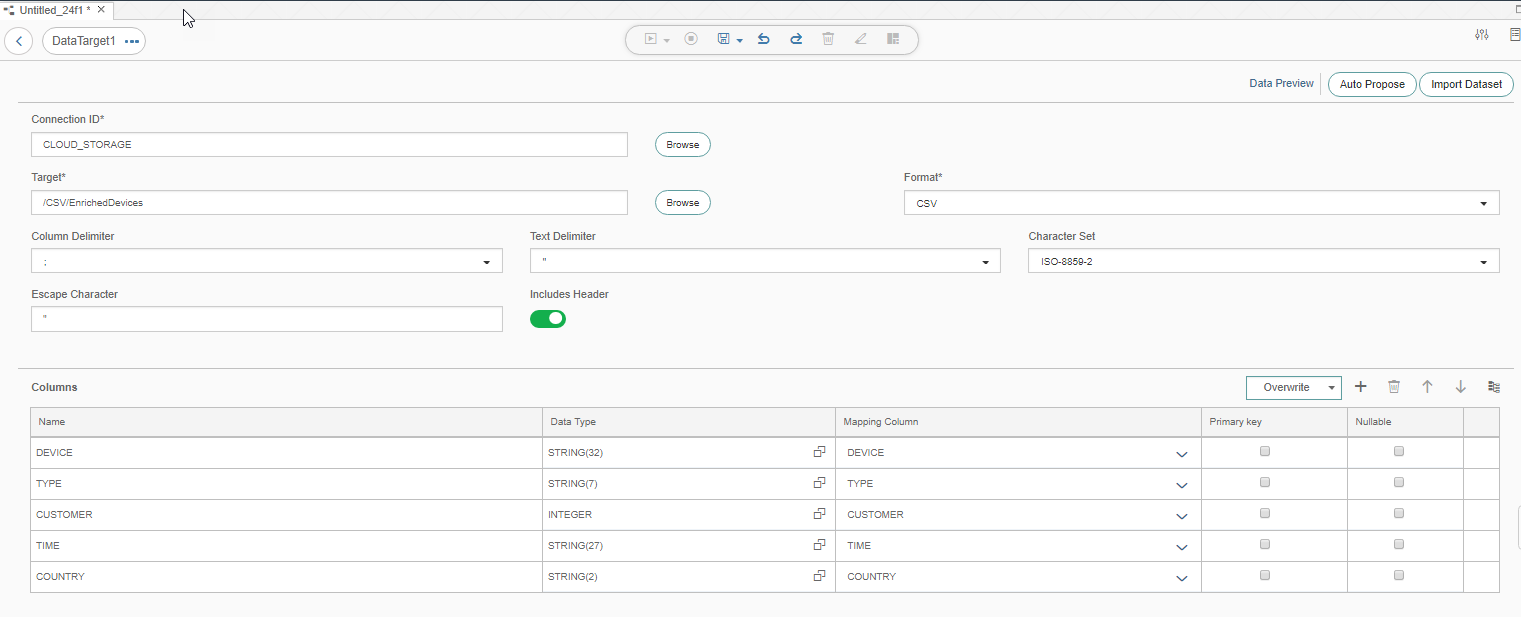 Untitled_24f1 *
DataTarget1
Data Preview Auto Propose Import Dataset
Connection ID*
CLOUD_STORAGE Browse
Target* Format*
/CSV/EnrichedDevices Browse CSV
Column Delimiter Text Delimiter Character Set
; " ISO-8859-2
Escape Character Includes Header
"
Columns Overwrite
Name Data Type Mapping Column Primary key Nullable
DEVICE STRING(32) DEVICE
TYPE STRING(7) TYPE
CUSTOMER INTEGER CUSTOMER
TIME STRING(27) TIME
COUNTRY STRING(2) COUNTRY